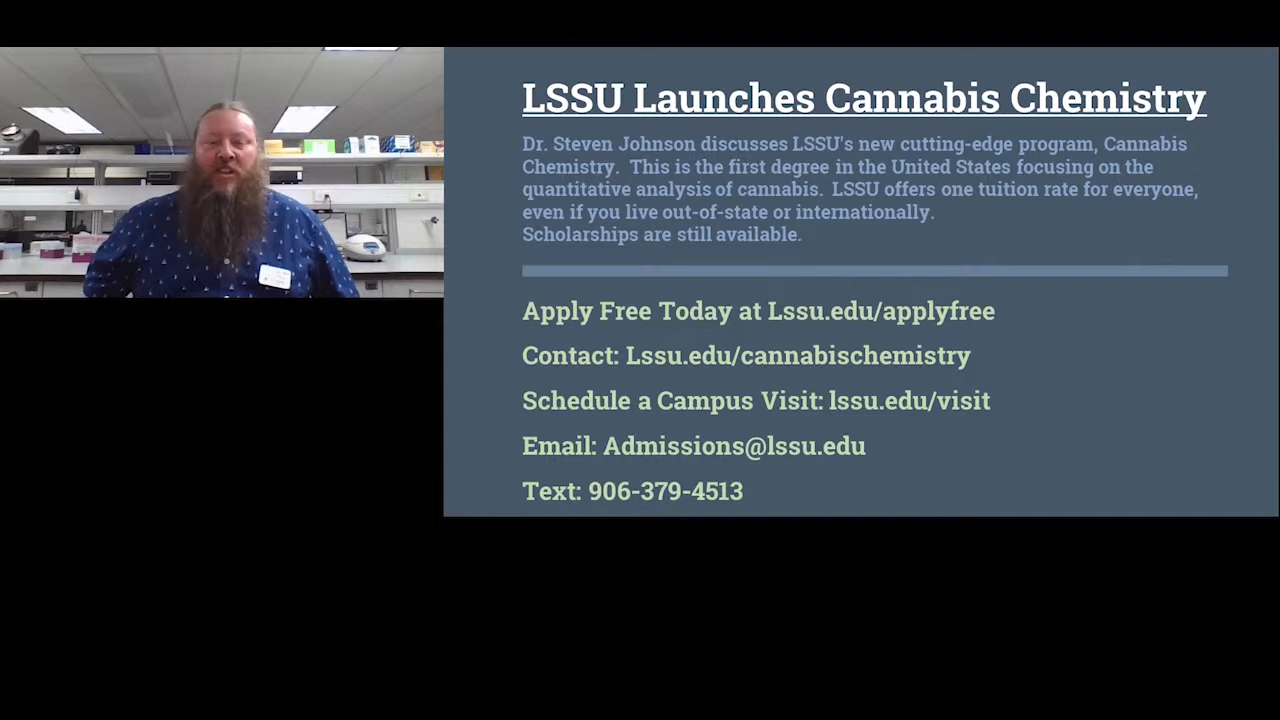 LSSU Launches Cannabis Chemistry
Dr. Steven Johnson discusses LSSU's new cutting-edge program, Cannabis
Chemistry. This is the first degree in the United States focusing on the
quantitative analysis of cannabis. LSSU offers one tuition rate for everyone,
even if you live out-of-state or internationally.
Scholarships are still available.
Apply Free Today at Lssu.edu/applyfree
Contact: Lssu.edu/cannabischemistry
Schedule a Campus Visit: lssu.edu/visit
Email: Admissions@lssu.edu
Text: 906-379-4513